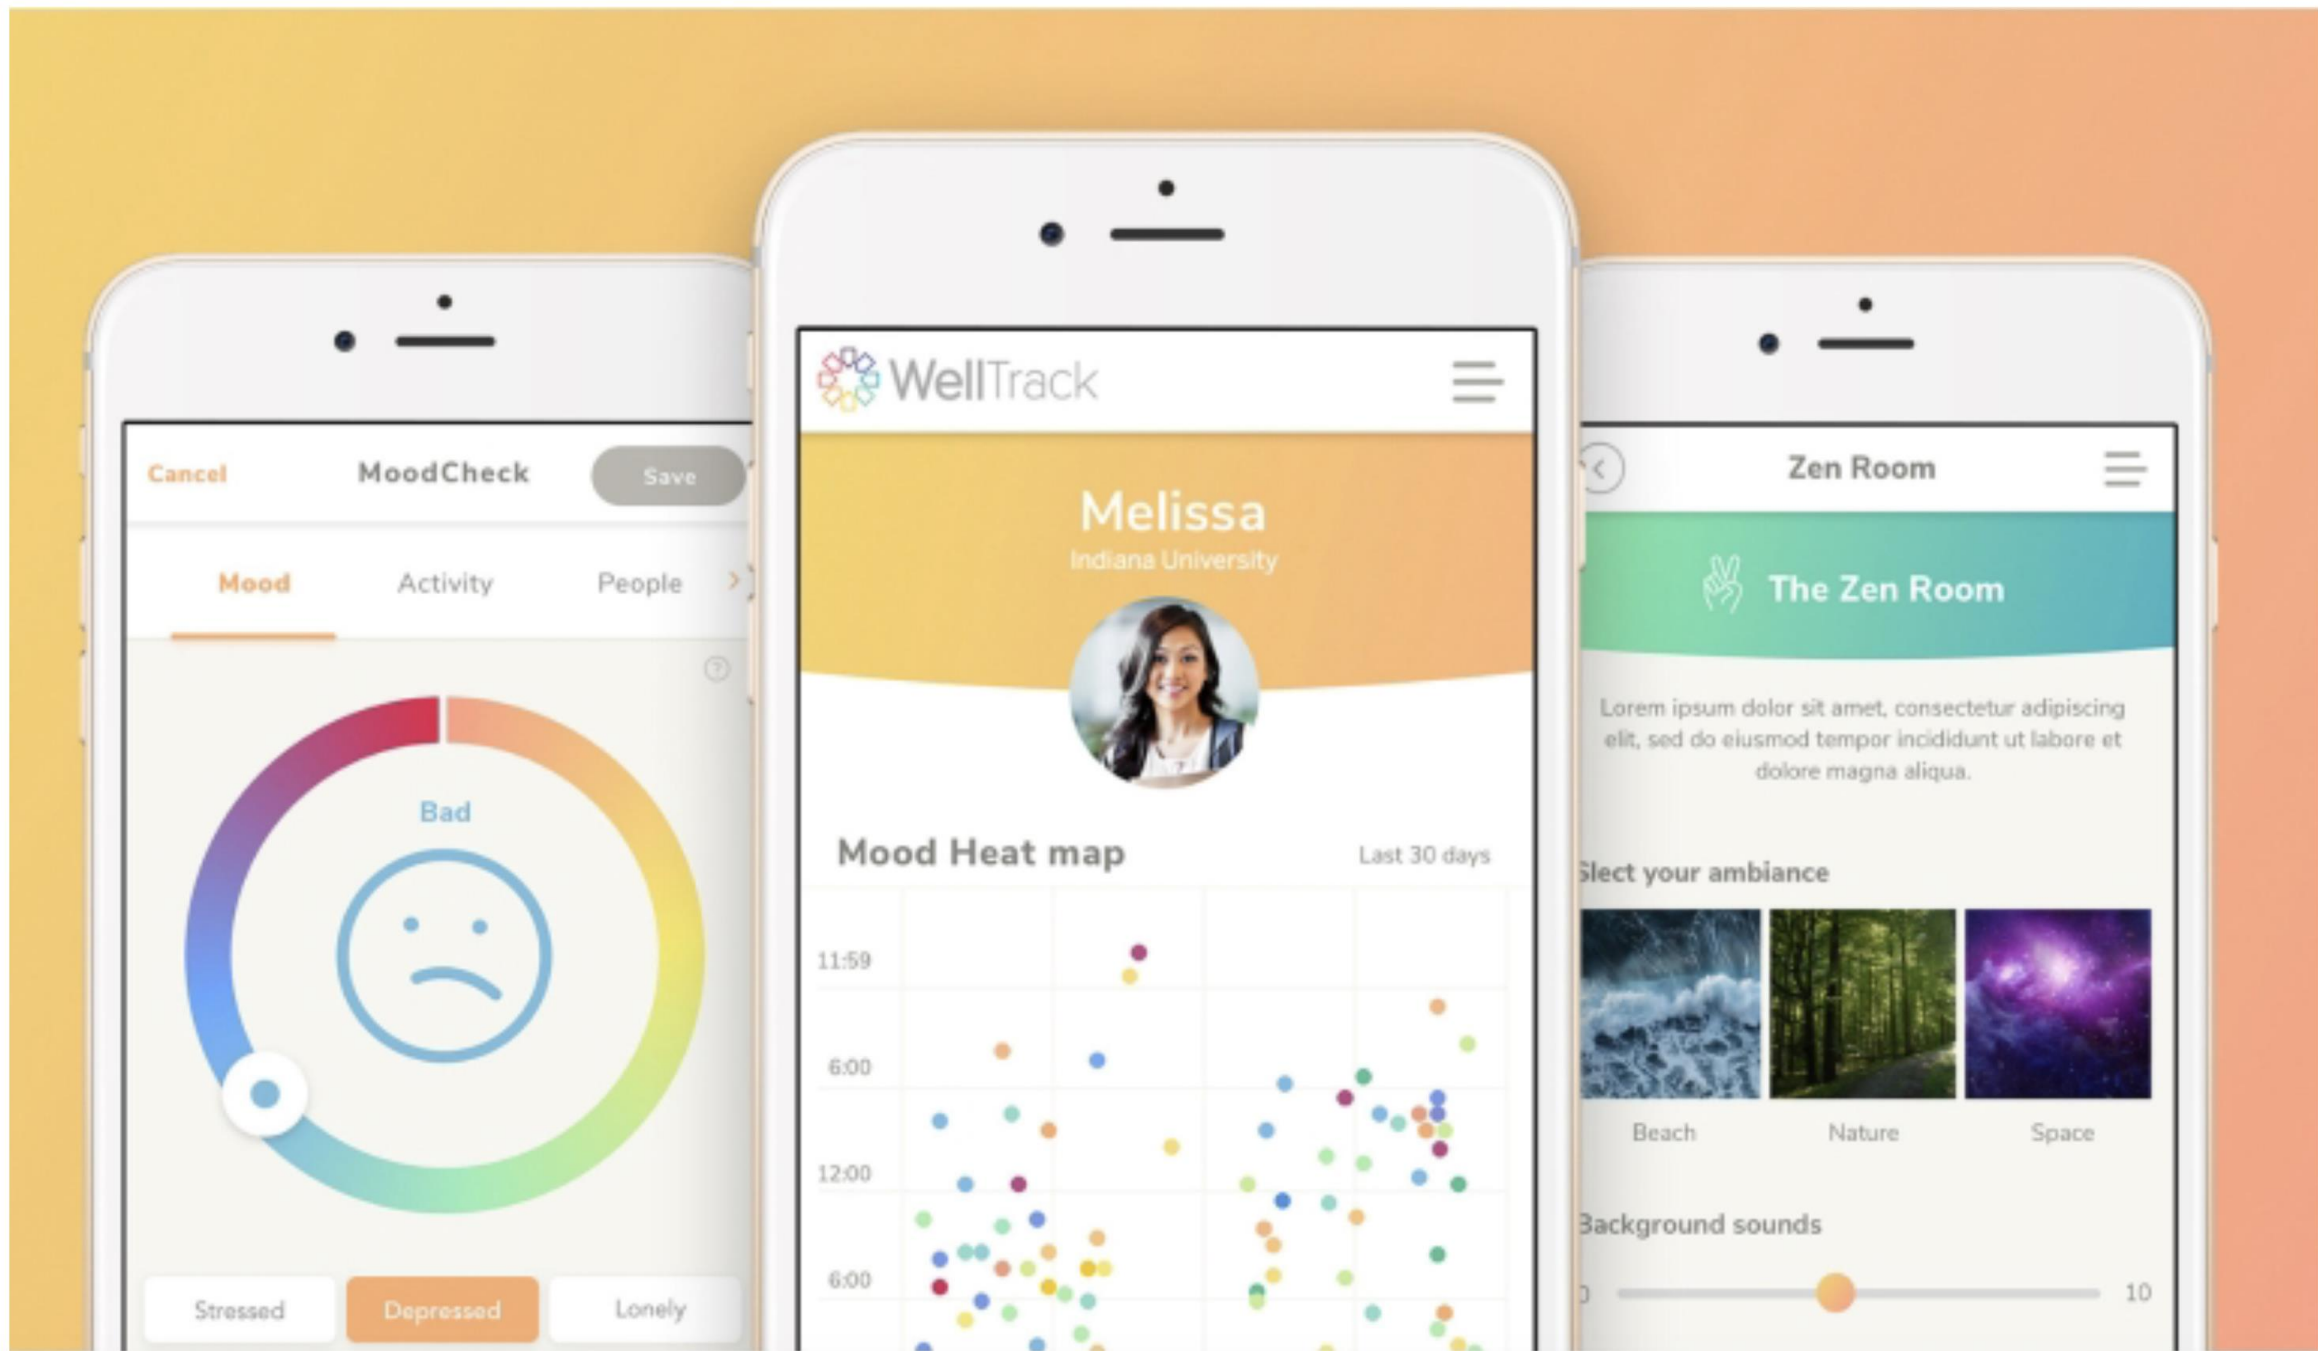 Cancel
MoodCheck
Save
Mood
Activity
People
Bad
Stressed
Depressed
Lonely
WellTrack
Melissa
Indiana University
Mood Heat map
Last 30 days
11:59
6:00
12:00
6:00
Zen Room
The Zen Room
Lorem ipsum dolor sit amet, consectetur adipiscing
elit, sed do eiusmod tempor incididunt ut labore et
dolore magna aliqua.
Slect your ambiance
Beach
Nature
Space
Background sounds
0
10